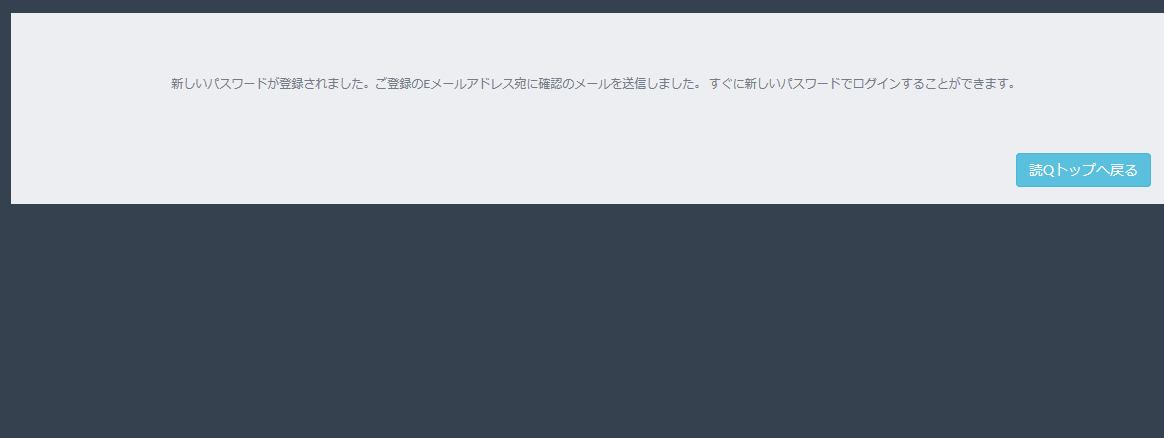 新しいパスワードが登録されました。ご登録のEメールアドレス宛に確認のメールを送信しました。 すぐに新しいパスワードでログインすることができます。
読Qトップへ戻る